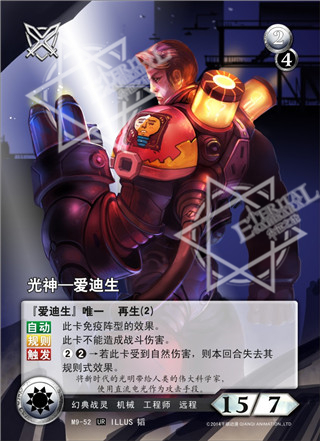 2
4
ETERNAL
ETERNAL
光神—爱迪生
『爱迪生』唯一 再生(2)
自动 此卡免疫阵型的效果。
规则 此卡不能造成战斗伤害。
触发 ②②→若此卡受到自然伤害，则本回合失去其
规则式效果。
将新时代的光明带给人类的伟大科学家。
使用直流电光作为攻击手段。
幻典战灵 机械 工程师 远程
15/7
M9-52 UR ILLUS 韬